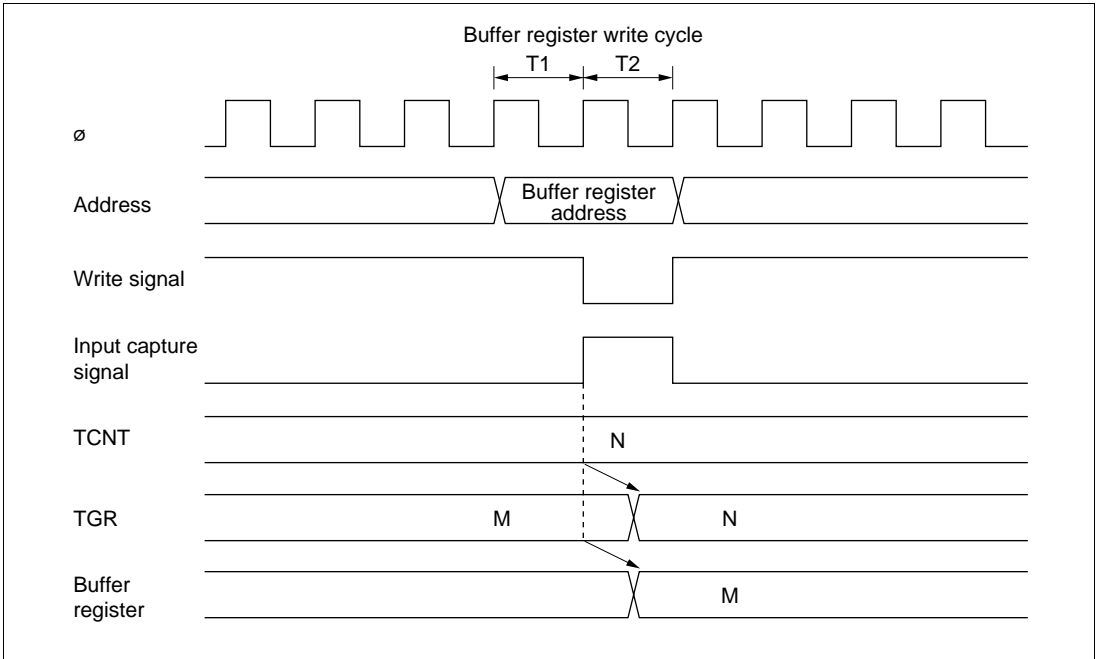 Buffer register write cycle
T1 T2
ø
Address
Buffer register
address
Write signal
Input capture
signal
TCNT
N
TGR
M
N
Buffer
register
M